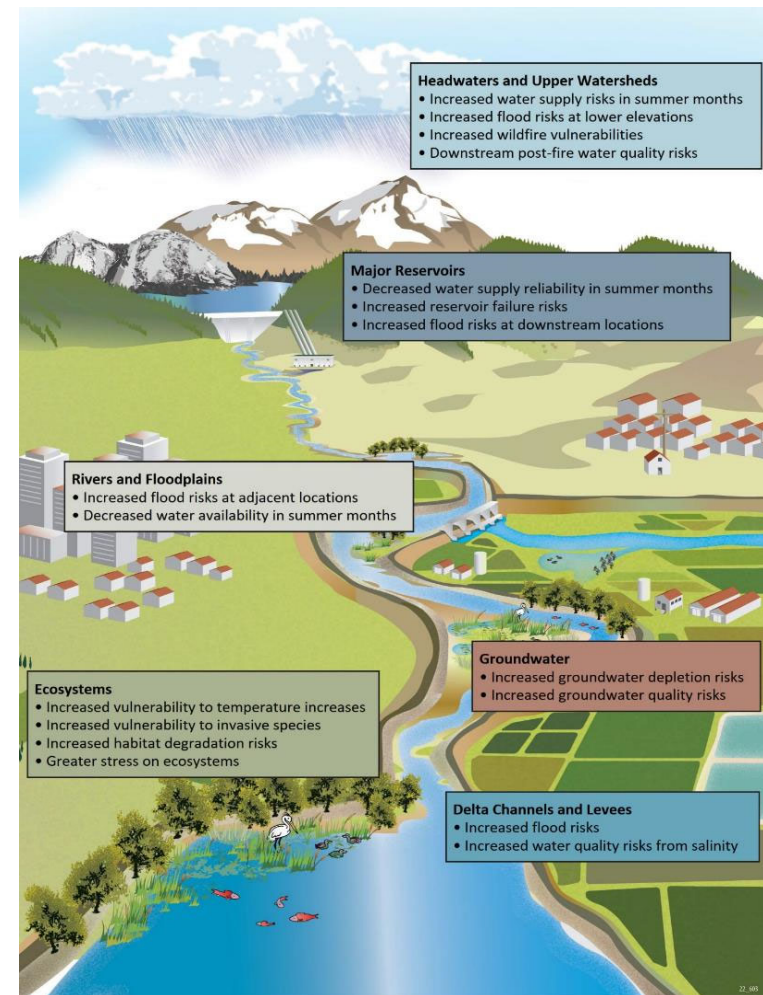 Headwaters and Upper Watersheds
• Increased water supply risks in summer months
• Increased flood risks at lower elevations
• Increased wildfire vulnerabilities
• Downstream post-fire water quality risks
Major Reservoirs
• Decreased water supply reliability in summer months
• Increased reservoir failure risks
• Increased flood risks at downstream locations
Rivers and Floodplains
• Increased flood risks at adjacent locations
• Decreased water availability in summer months
Groundwater
• Increased groundwater depletion risks
• Increased groundwater quality risks
Ecosystems
• Increased vulnerability to temperature increases
• Increased vulnerability to invasive species
• Increased habitat degradation risks
• Greater stress on ecosystems
Delta Channels and Levees
• Increased flood risks
• Increased water quality risks from salinity